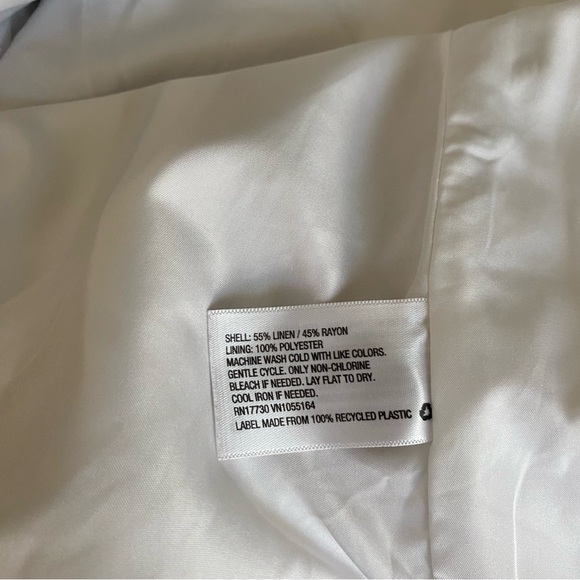 SHELL: 55% LINEN / 45% RAYON
LINING: 100% POLYESTER
MACHINE WASH COLD WITH LIKE COLORS.
GENTLE CYCLE. ONLY NON-CHLORINE
BLEACH IF NEEDED. LAY FLAT TO DRY.
COOL IRON IF NEEDED.
RN17730 VN1055164
LABEL MADE FROM 100% RECYCLED PLASTIC